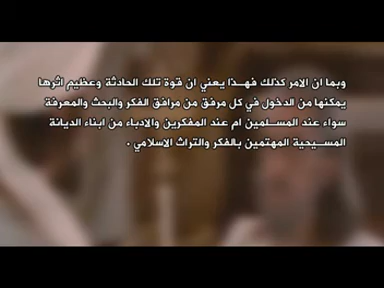 وبما ان الامر كذلك فهذا يعني ان قوة تلك الحادثة وعظيم اثرها
يمكنها من الدخول في كل مرفق من مرافق الفكر والبحث والمعرفة
سواء عند المسلمين ام عند المفكرين والادباء من ابناء الديانة
المسيحية المهتمين بالفكر والتراث الاسلامي .